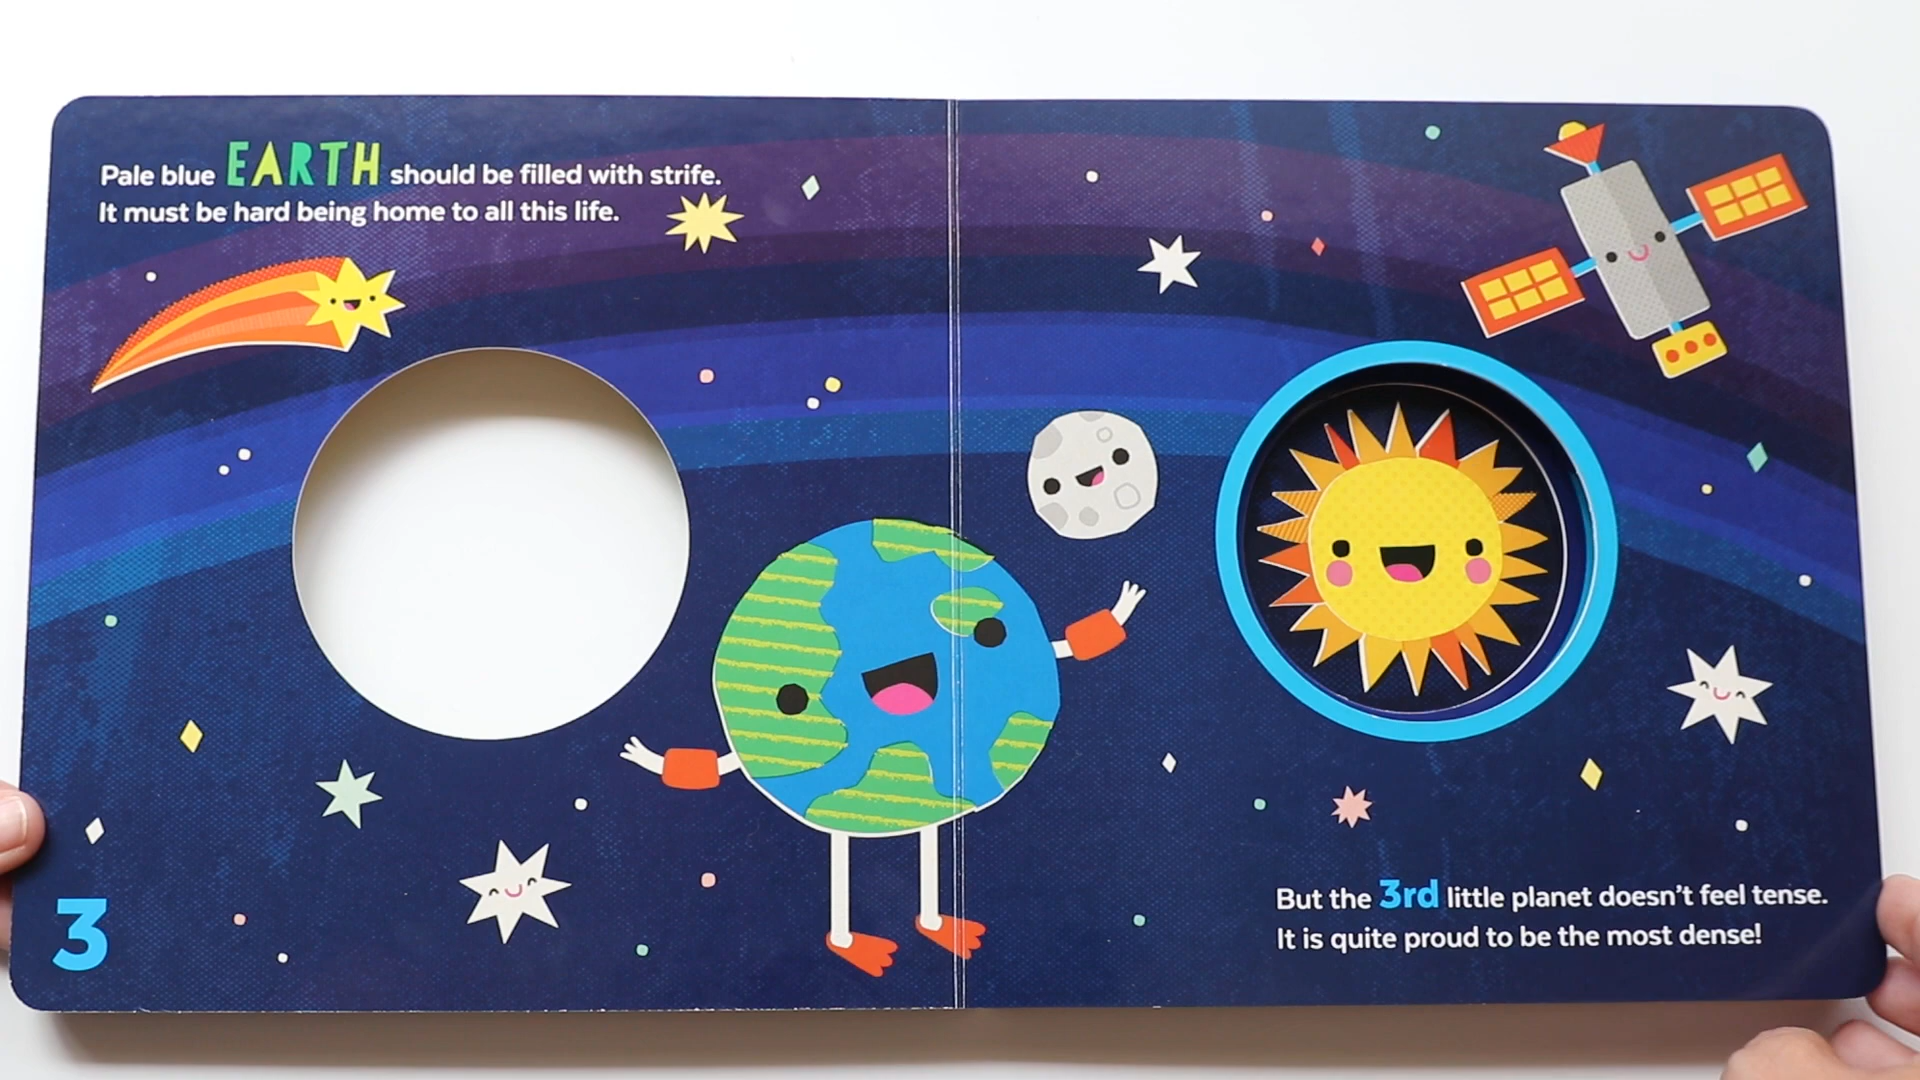 Pale blue EARTH should be filled with strife.
It must be hard being home to all this life.
3
But the 3rd little planet doesn't feel tense.
It is quite proud to be the most dense!